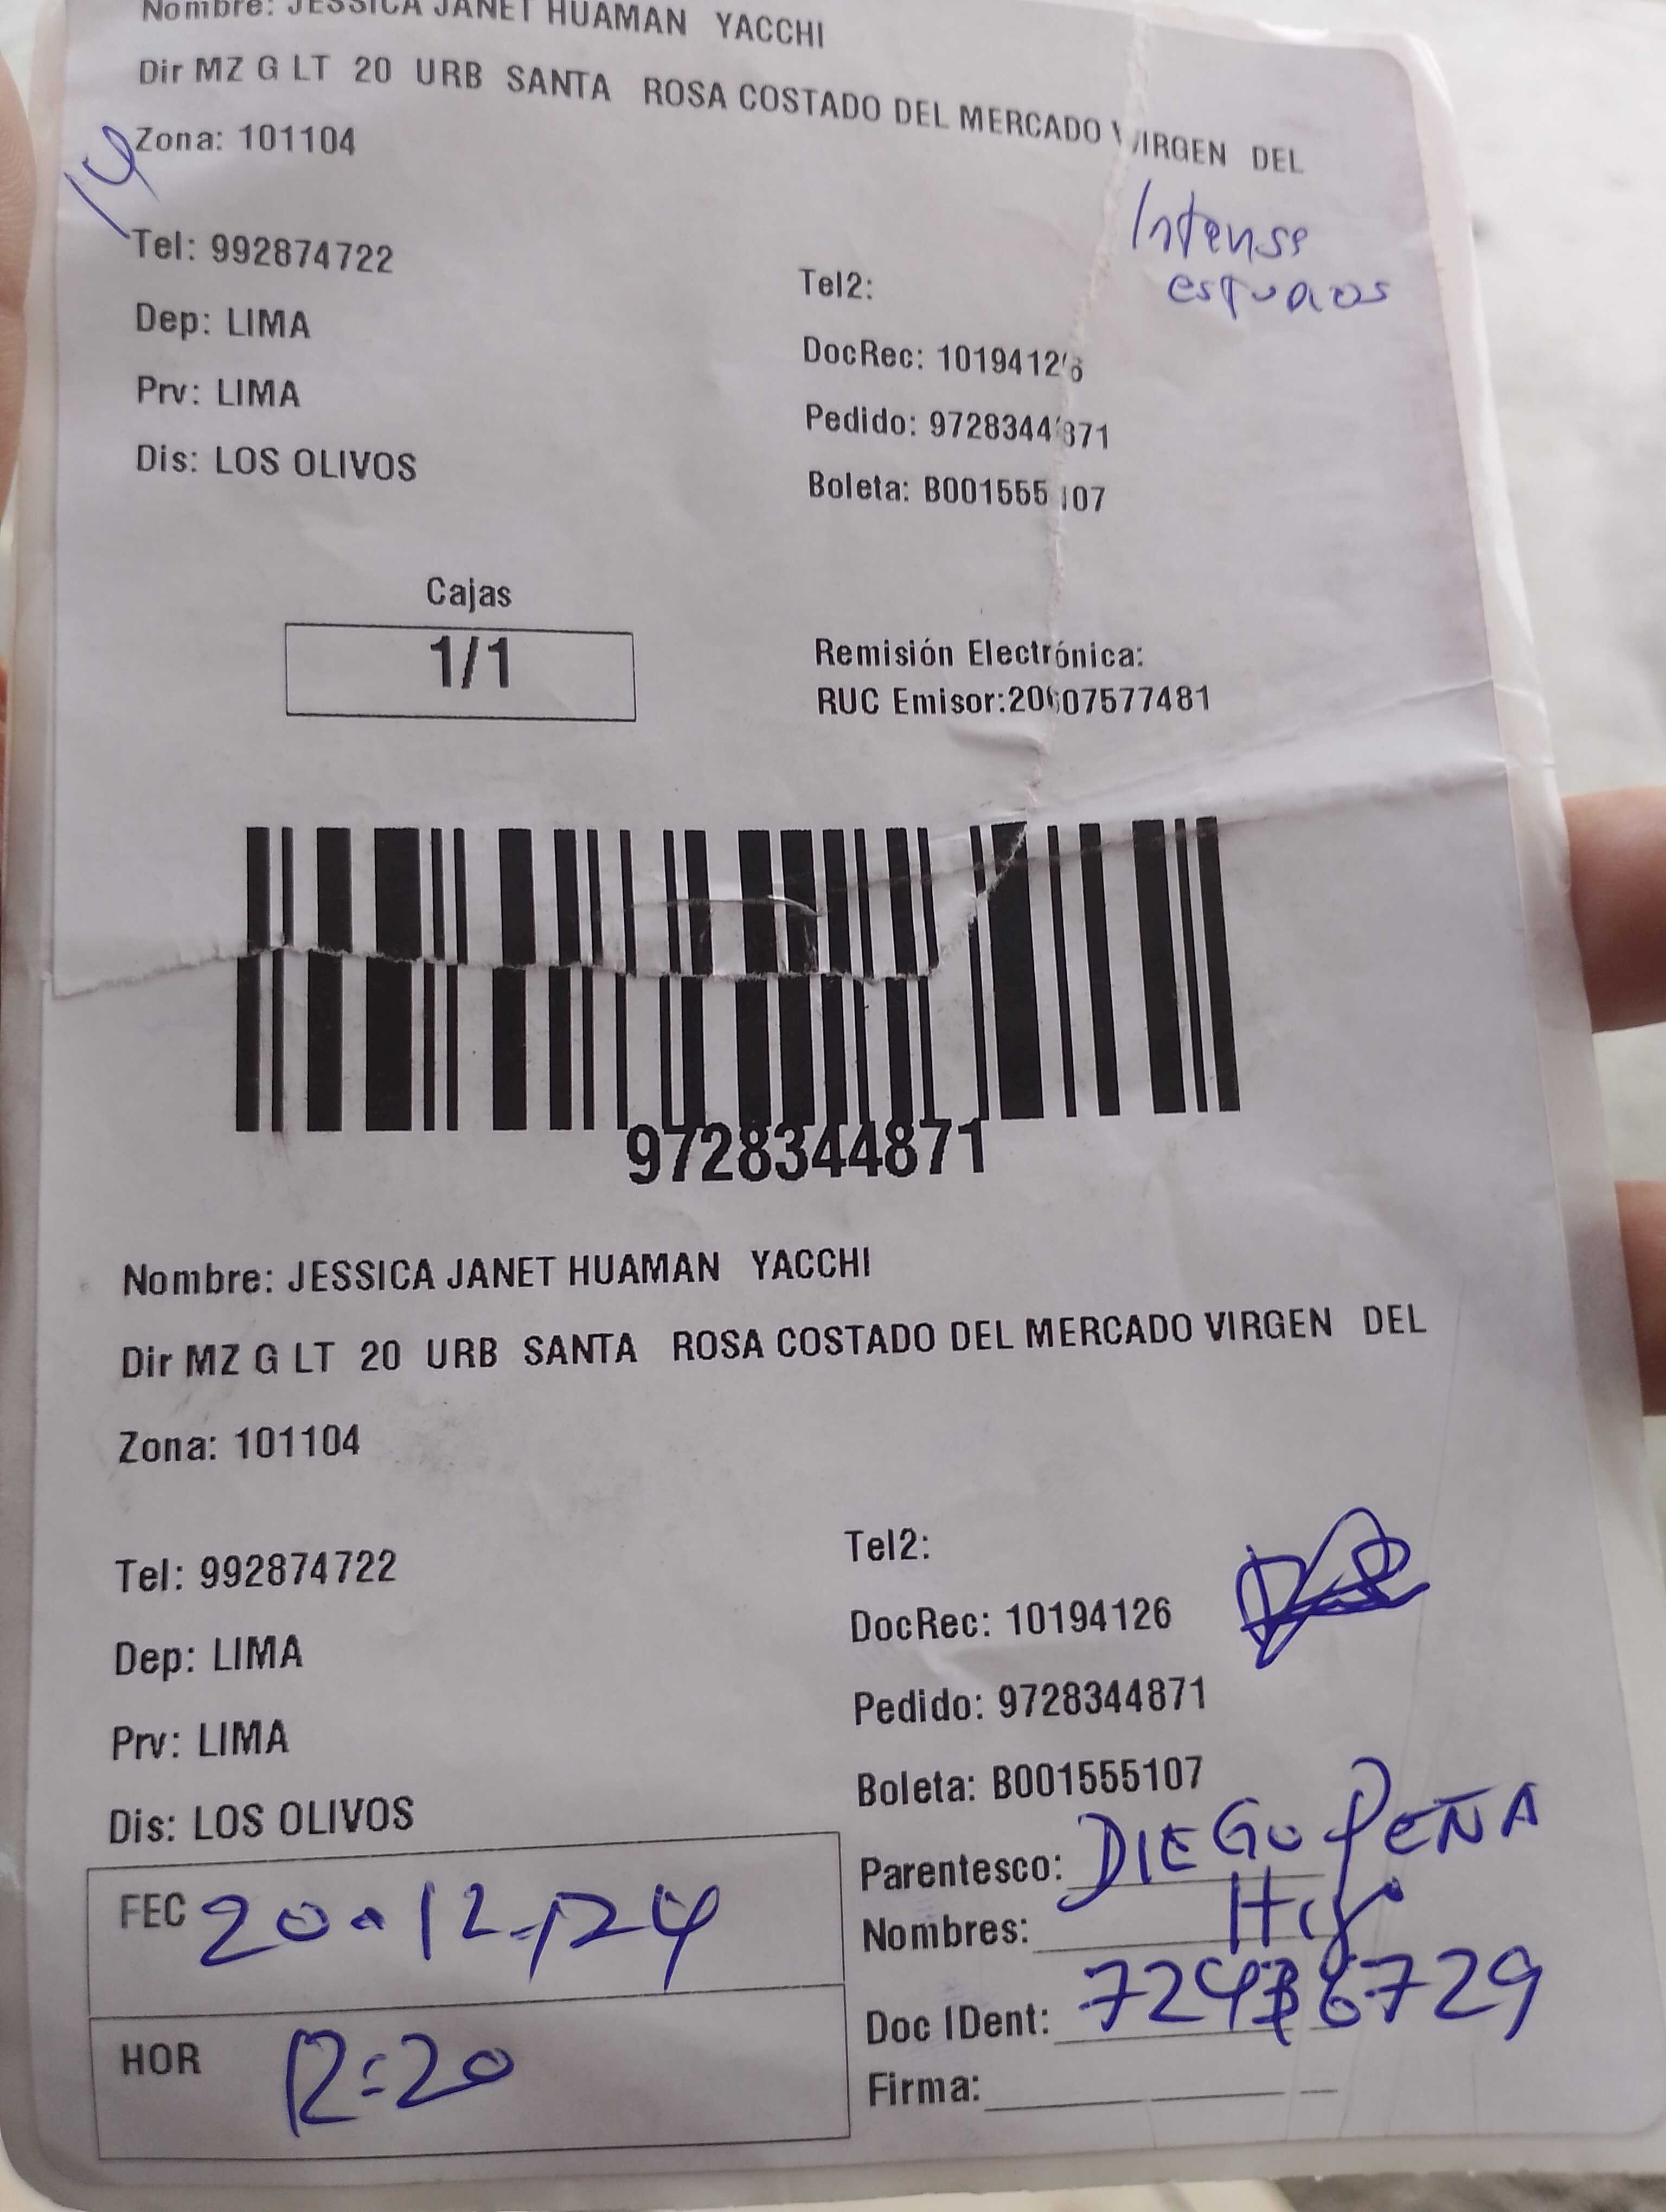 Nombre: JESSICA JANET HUAMAN YACCHI
Dir MZ G LT 20 URB SANTA ROSA COSTADO DEL MERCADO VIRGEN DEL
Zona: 101104
14
Intense
Tel: 992874722
Tel2:
Dep: LIMA
DocRec: 10194126
Prv: LIMA
Pedido: 9728344871
Dis: LOS OLIVOS
Boleta: B001555107
Cajas
1/1
Remisión Electrónica:
RUC Emisor:20607577481
9728344871
Nombre: JESSICA JANET HUAMAN YACCHI
Dir MZ G LT 20 URB SANTA ROSA COSTADO DEL MERCADO VIRGEN DEL
Zona: 101104
Tel: 992874722
Tel2:
Dep: LIMA
DocRec: 10194126
Prv: LIMA
Pedido: 9728344871
Dis: LOS OLIVOS
Boleta: B001555107
FEC 20.12.24
Parentesco: DIEGO PEÑA
Nombres: Hijo
HOR 12:20
Doc IDent:
Firma: